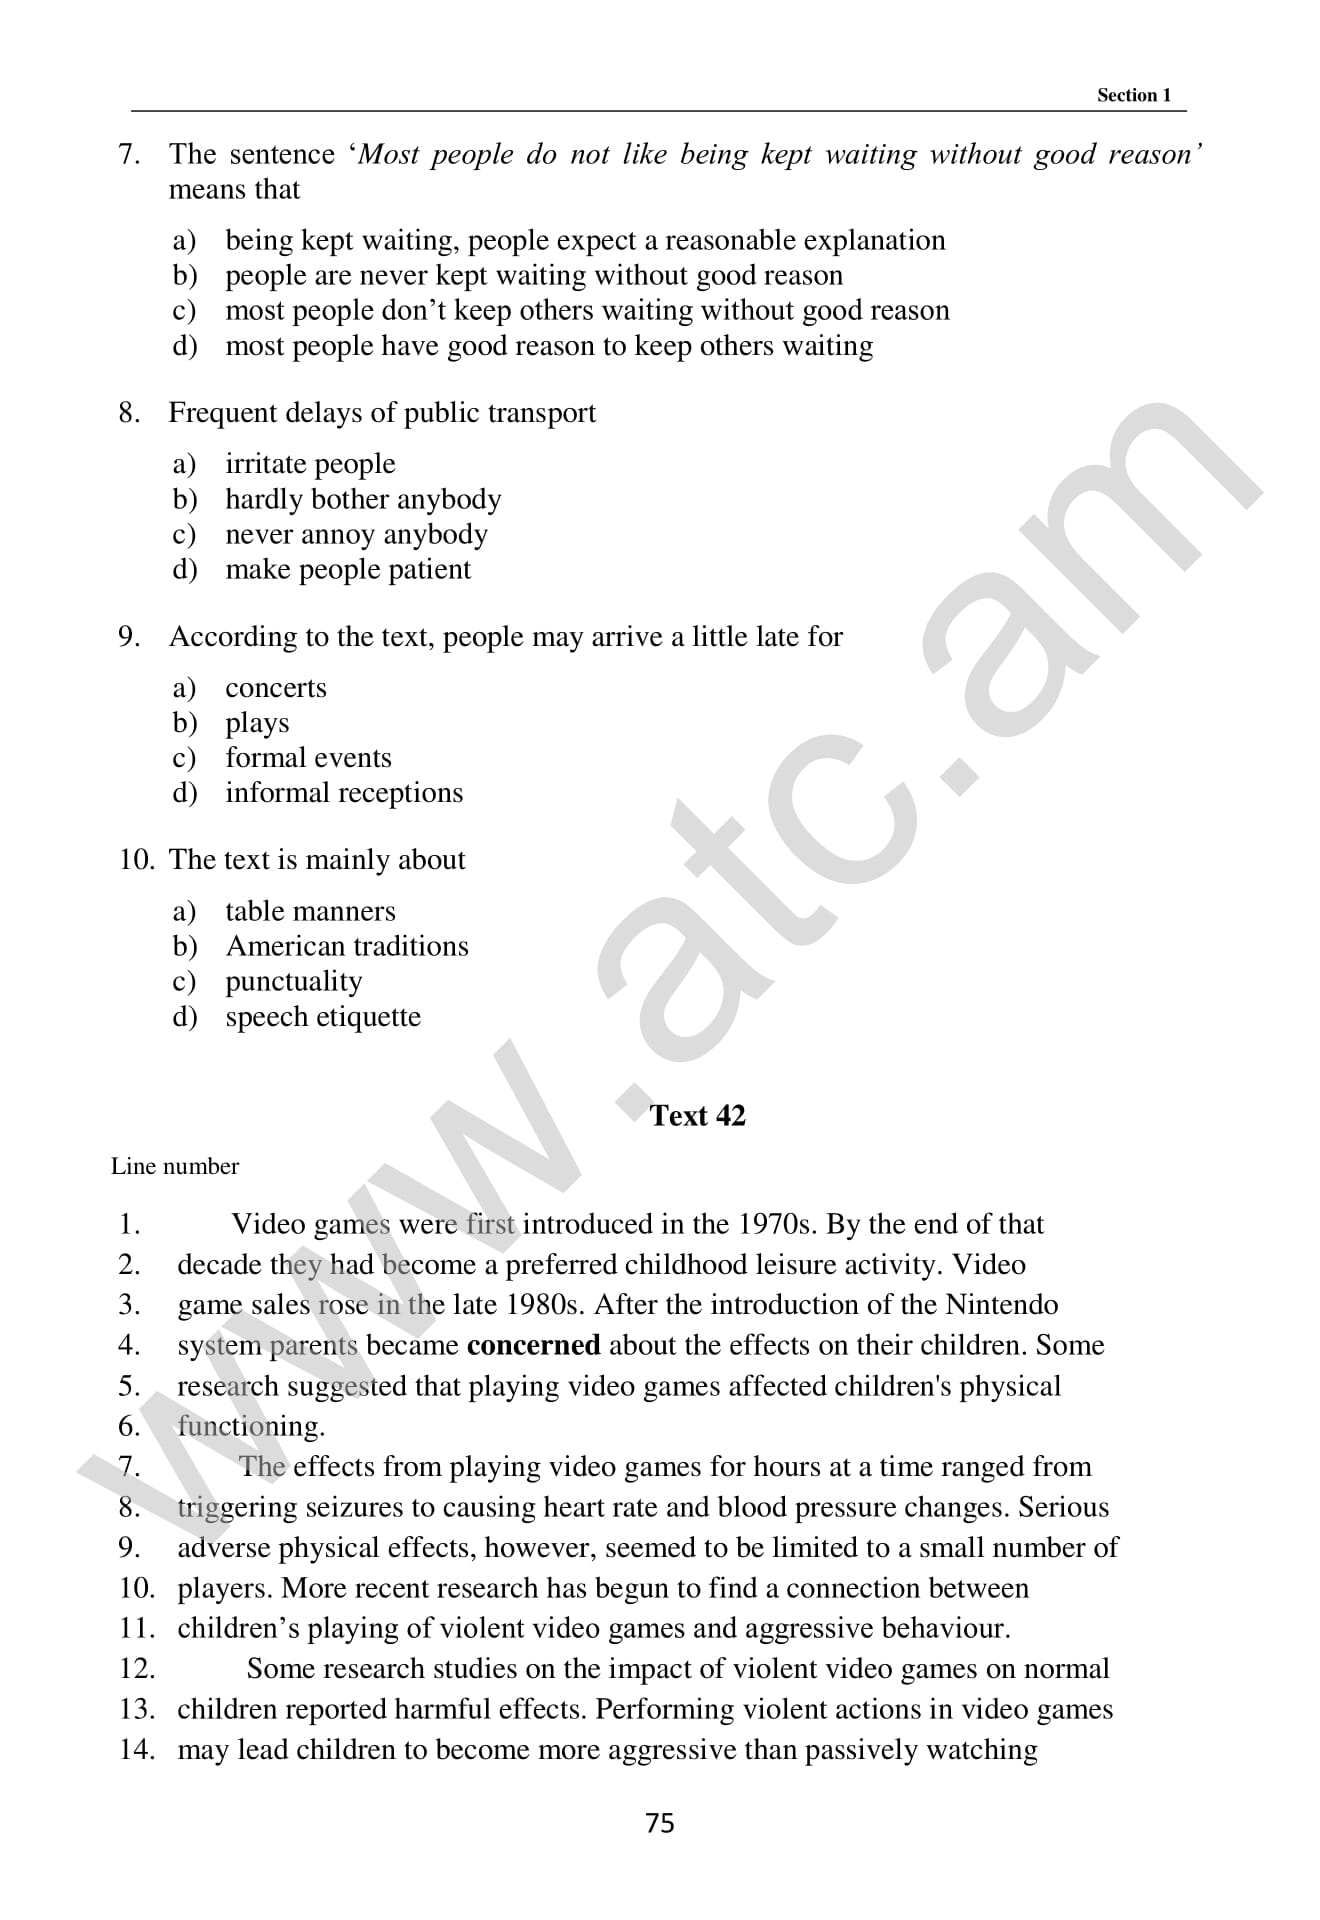 Section 1
7. The sentence ‘Most people do not like being kept waiting without good reason’
means that
a) being kept waiting, people expect a reasonable explanation
b) people are never kept waiting without good reason
c) most people don’t keep others waiting without good reason
d) most people have good reason to keep others waiting
8. Frequent delays of public transport
a) irritate people
b) hardly bother anybody
c) never annoy anybody
d) make people patient
9. According to the text, people may arrive a little late for
a) concerts
b) plays
c) formal events
d) informal receptions
10. The text is mainly about
a) table manners
b) American traditions
c) punctuality
d) speech etiquette
Text 42
Line number
1. Video games were first introduced in the 1970s. By the end of that
2. decade they had become a preferred childhood leisure activity. Video
3. game sales rose in the late 1980s. After the introduction of the Nintendo
4. system parents became concerned about the effects on their children. Some
5. research suggested that playing video games affected children's physical
6. functioning.
7. The effects from playing video games for hours at a time ranged from
8. triggering seizures to causing heart rate and blood pressure changes. Serious
9. adverse physical effects, however, seemed to be limited to a small number of
10. players. More recent research has begun to find a connection between
11. children’s playing of violent video games and aggressive behaviour.
12. Some research studies on the impact of violent video games on normal
13. children reported harmful effects. Performing violent actions in video games
14. may lead children to become more aggressive than passively watching
75
www.atc.am